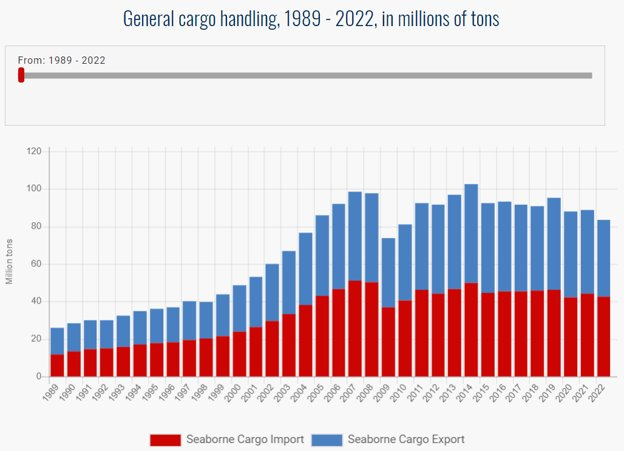 General cargo handling, 1989 - 2022, in millions of tons
From: 1989 - 2022
120
100
80
60
40
20
0
Million tons
1989 1990 1991 1992 1993 1994 1995 1996 1997 1998 1999 2000 2001 2002 2003 2004 2005 2006 2007 2008 2009 2010 2011 2012 2013 2014 2015 2016 2017 2018 2019 2020 2021 2022
Seaborne Cargo Import Seaborne Cargo Export